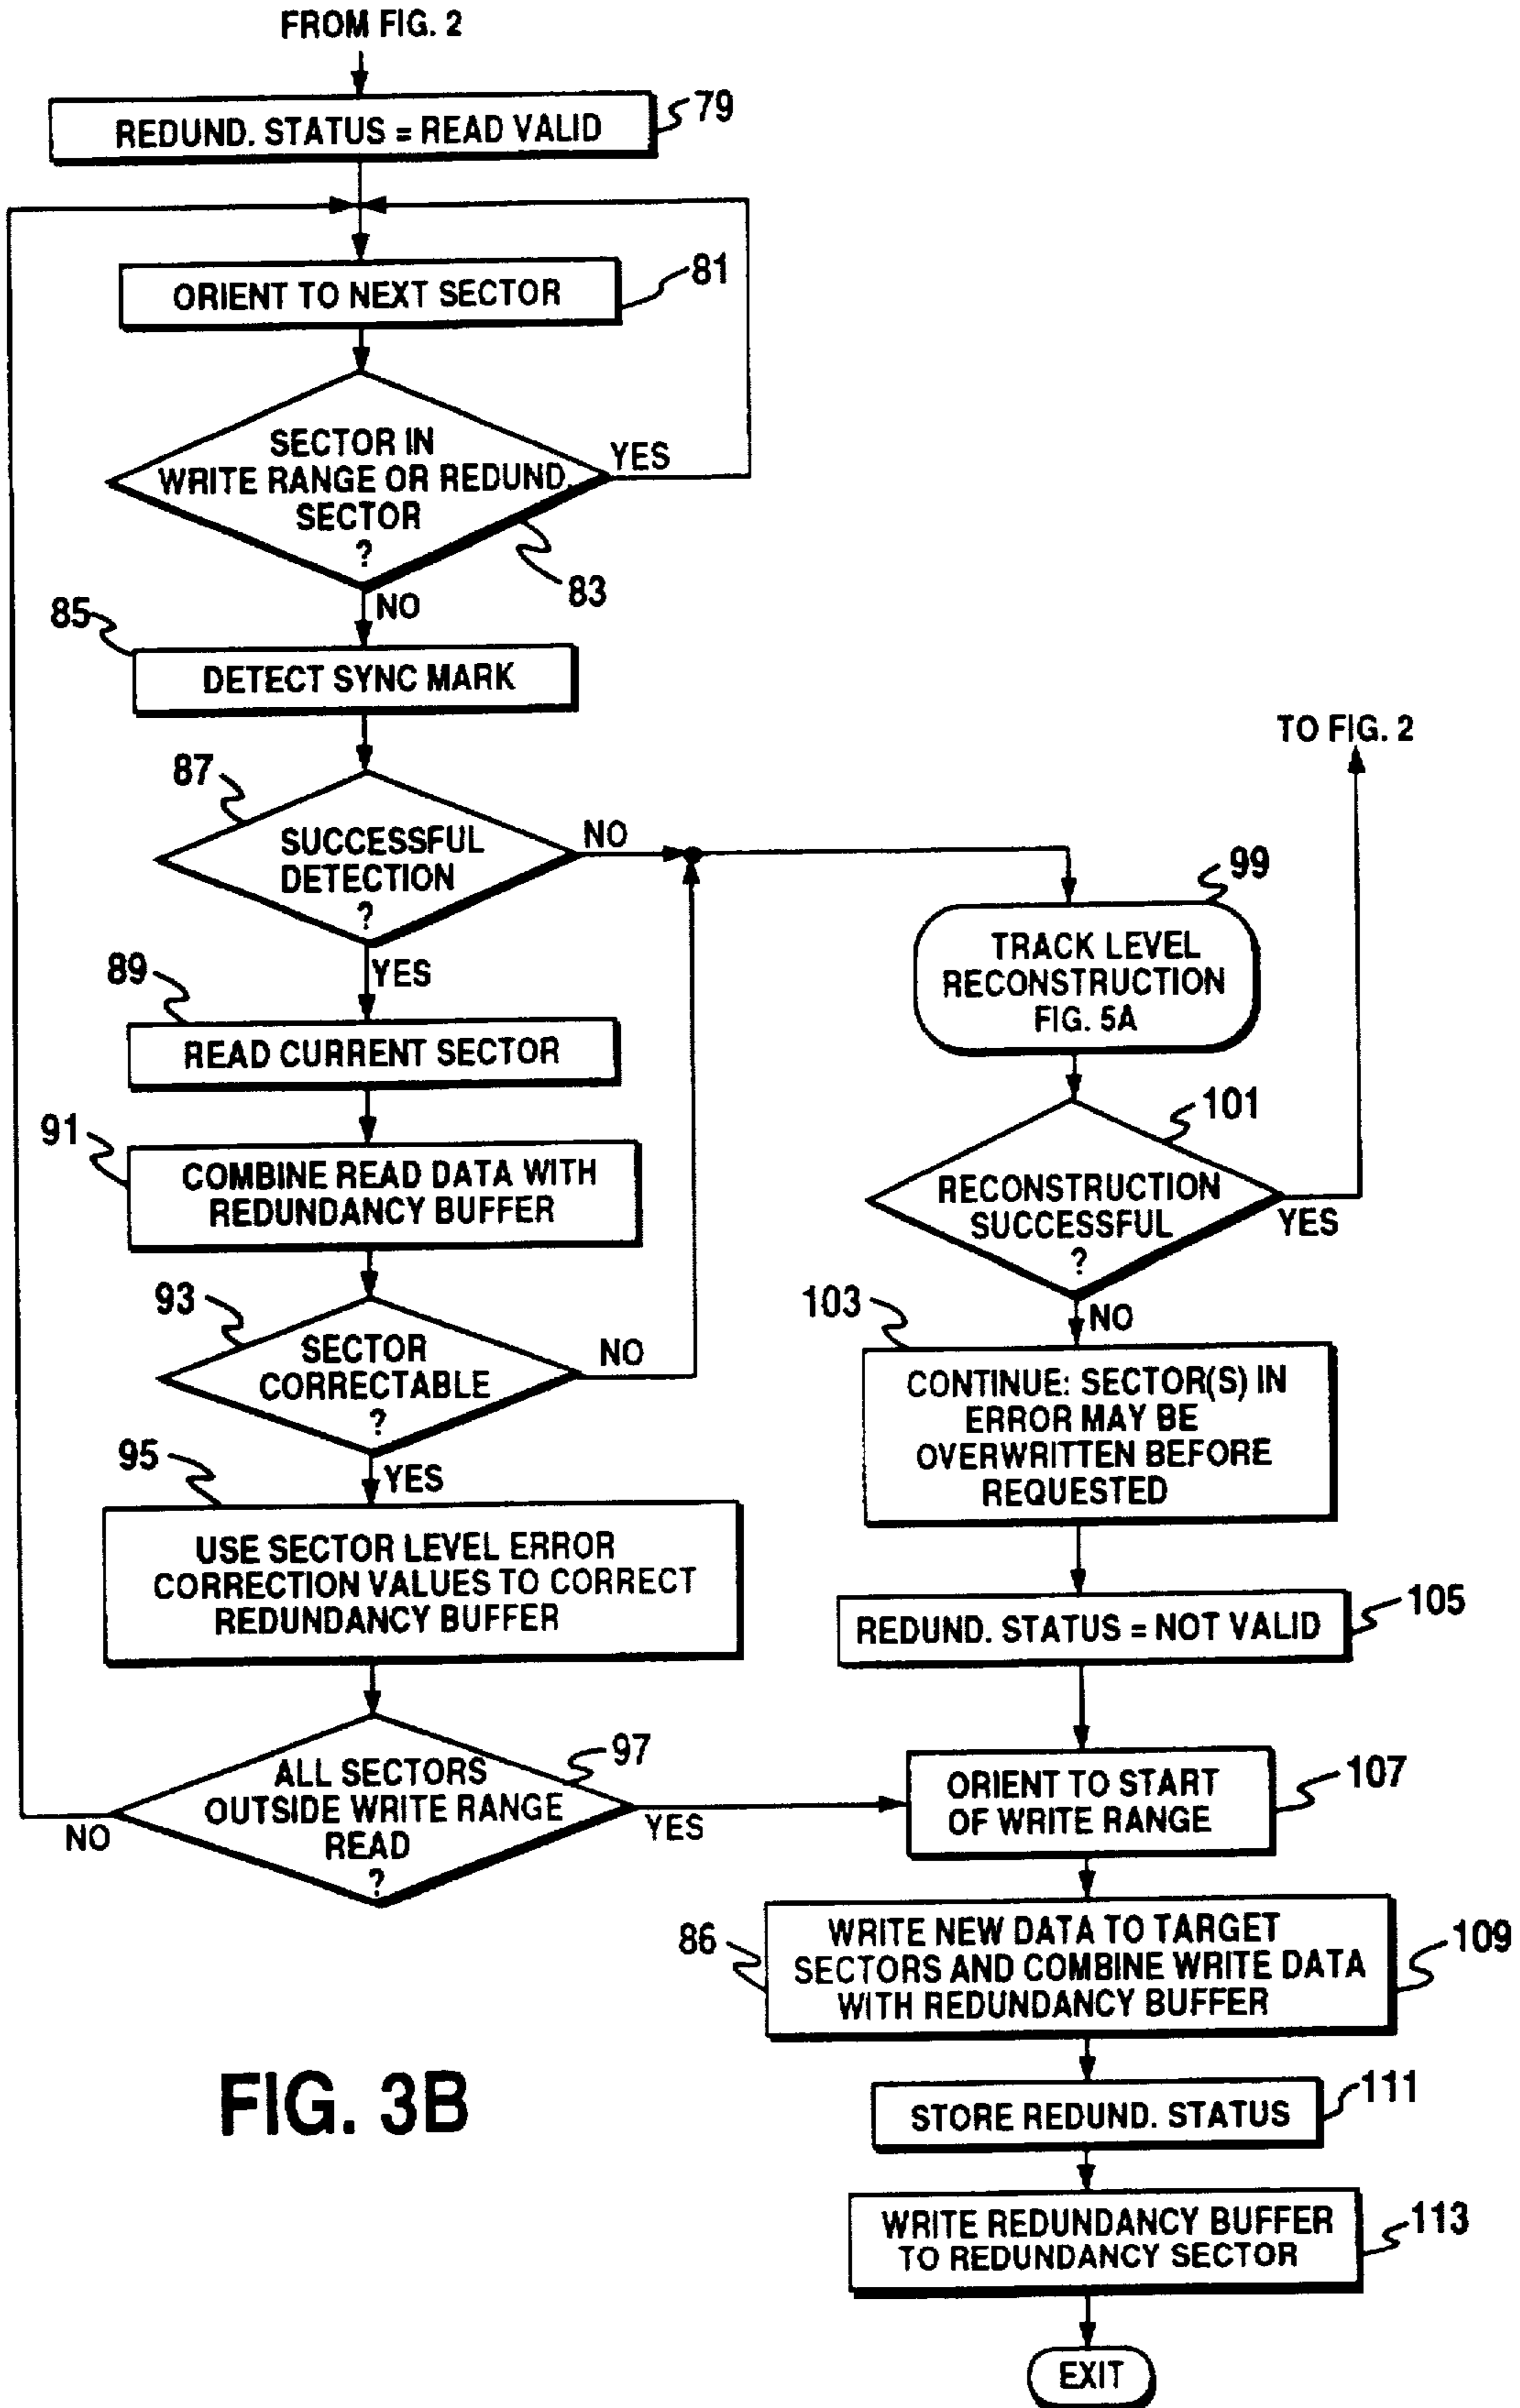 FROM FIG. 2
REDUND. STATUS = READ VALID
79
ORIENT TO NEXT SECTOR
81
SECTOR IN
WRITE RANGE OR REDUND.
SECTOR
?
YES
83
NO
85
DETECT SYNC MARK
87
SUCCESSFUL
DETECTION
?
NO
YES
89
READ CURRENT SECTOR
91
COMBINE READ DATA WITH
REDUNDANCY BUFFER
93
SECTOR
CORRECTABLE
?
NO
YES
95
USE SECTOR LEVEL ERROR
CORRECTION VALUES TO CORRECT
REDUNDANCY BUFFER
97
ALL SECTORS
OUTSIDE WRITE RANGE
READ
?
NO
YES
TO FIG. 2
99
TRACK LEVEL
RECONSTRUCTION
FIG. 5A
101
RECONSTRUCTION
SUCCESSFUL
?
YES
NO
103
CONTINUE: SECTOR(S) IN
ERROR MAY BE
OVERWRITTEN BEFORE
REQUESTED
REDUND. STATUS = NOT VALID
105
ORIENT TO START
OF WRITE RANGE
107
86
WRITE NEW DATA TO TARGET
SECTORS AND COMBINE WRITE DATA
WITH REDUNDANCY BUFFER
109
STORE REDUND. STATUS
111
WRITE REDUNDANCY BUFFER
TO REDUNDANCY SECTOR
113
EXIT
FIG. 3B